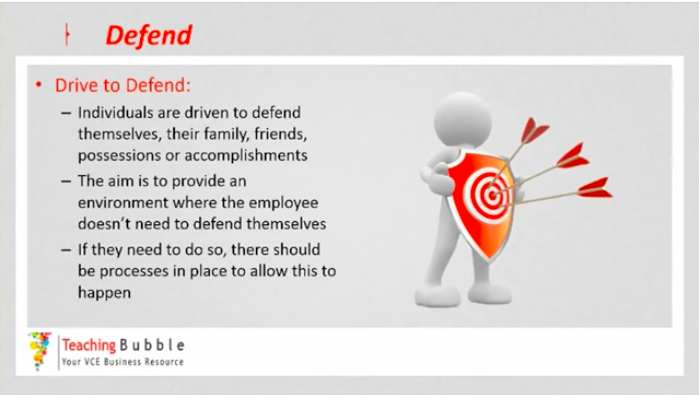 Defend
• Drive to Defend:
– Individuals are driven to defend
themselves, their family, friends,
possessions or accomplishments
– The aim is to provide an
environment where the employee
doesn't need to defend themselves
– If they need to do so, there should
be processes in place to allow this to
happen
Teaching Bubble
Your VCE Business Resource